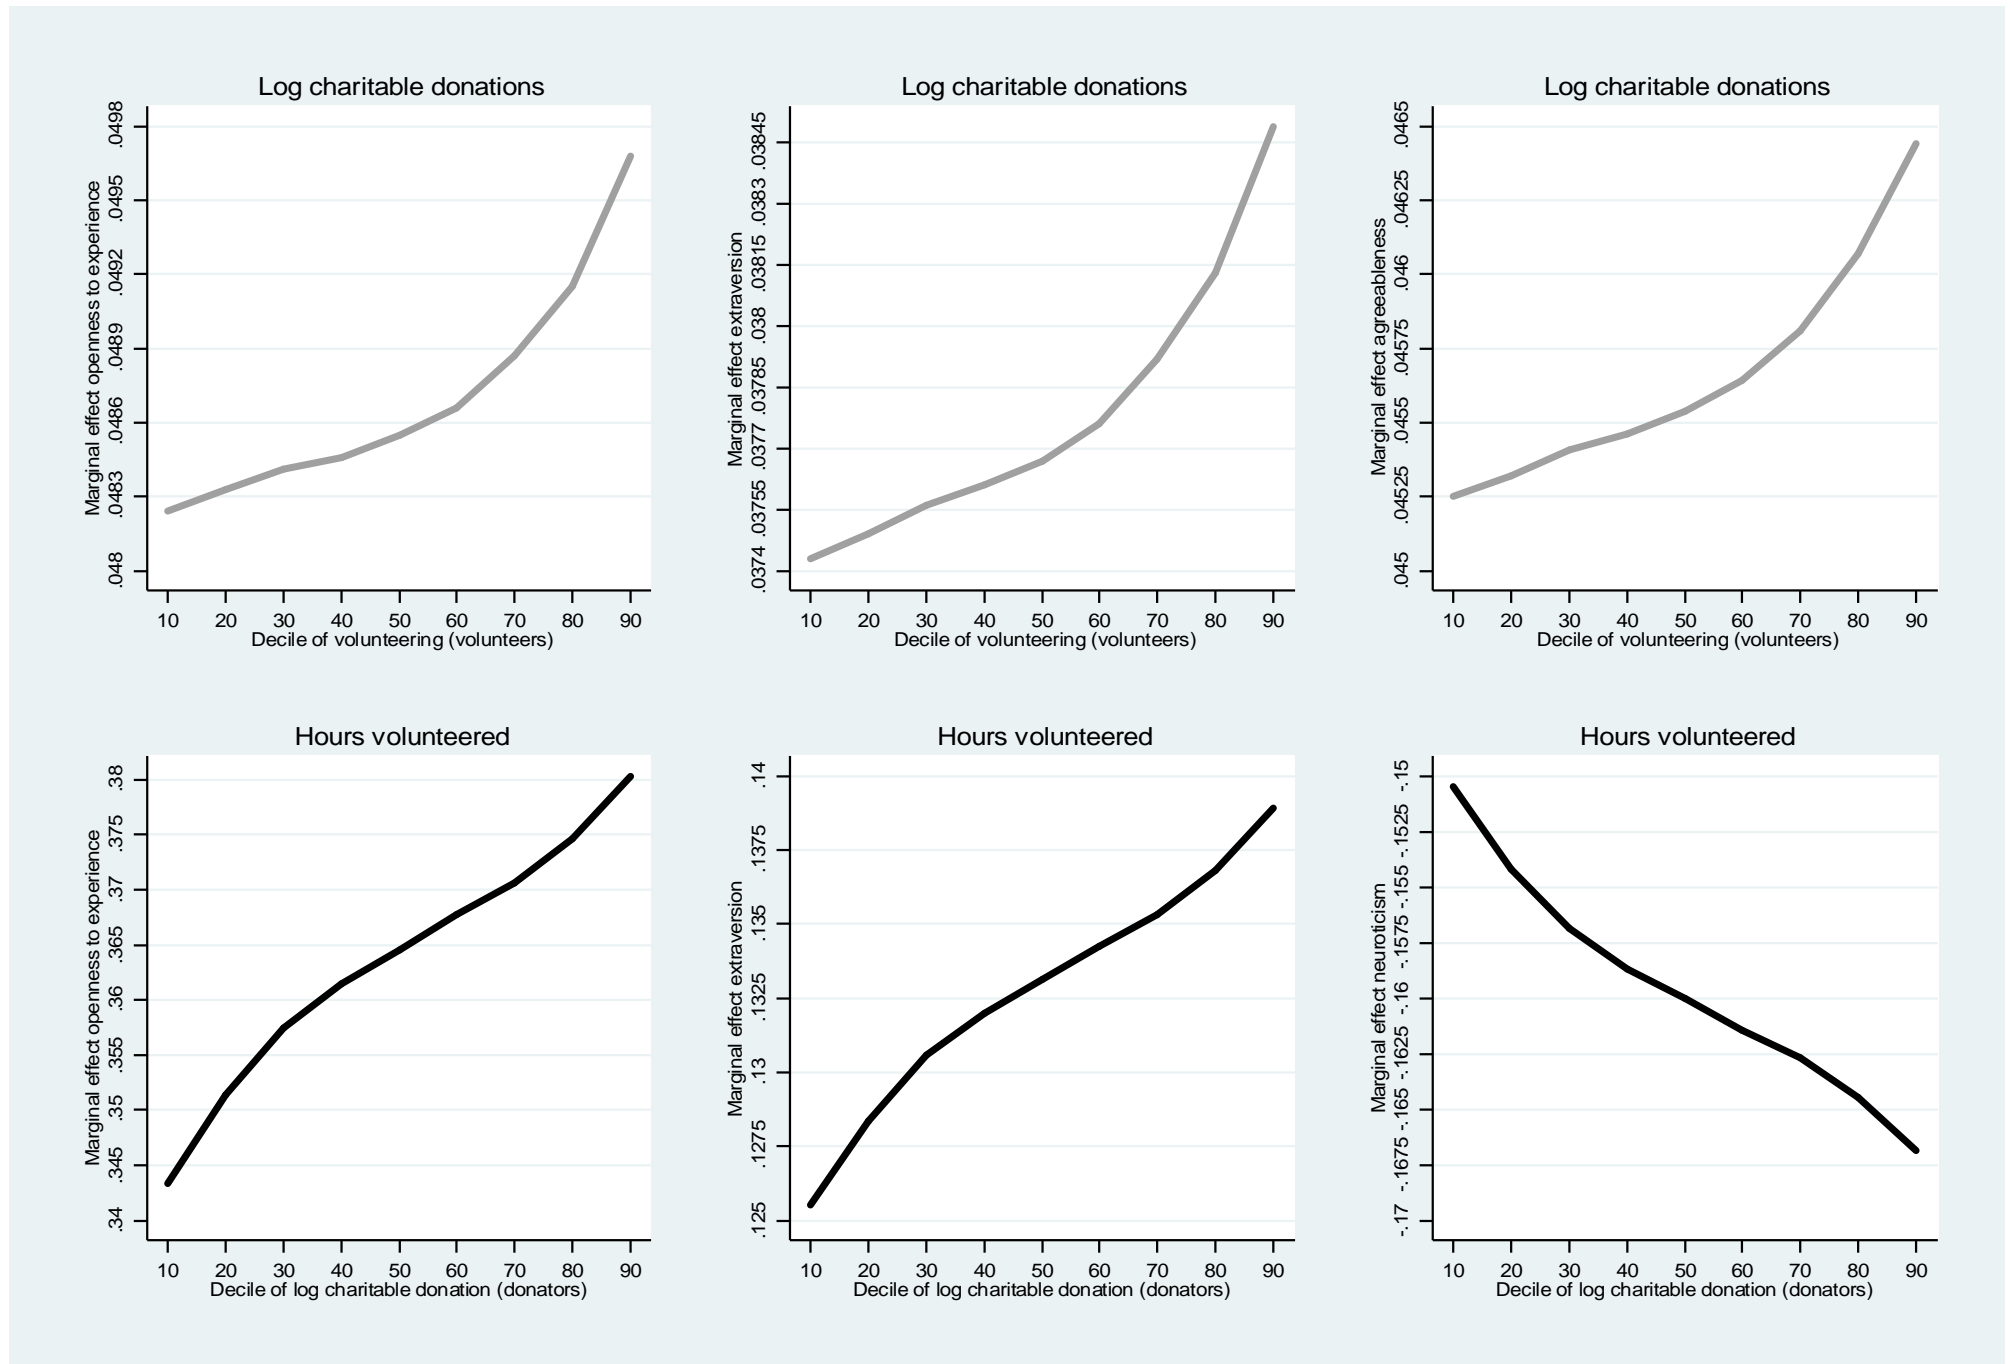 Log charitable donations
Marginal effect openness to experience
.0498
.0495
.0492
.0489
.0486
.0483
.048
10 20 30 40 50 60 70 80 90
Decile of volunteering (volunteers)
Log charitable donations
Marginal effect extraversion
.03845
.0383
.03815
.038
.03785
.0377
.03755
.0374
10 20 30 40 50 60 70 80 90
Decile of volunteering (volunteers)
Log charitable donations
Marginal effect agreeableness
.0465
.04625
.046
.04575
.0455
.04525
.045
10 20 30 40 50 60 70 80 90
Decile of volunteering (volunteers)
Hours volunteered
Marginal effect openness to experience
.38
.375
.37
.365
.36
.355
.35
.345
.34
10 20 30 40 50 60 70 80 90
Decile of log charitable donation (donators)
Hours volunteered
Marginal effect extraversion
.14
.1375
.135
.1325
.13
.1275
.125
10 20 30 40 50 60 70 80 90
Decile of log charitable donation (donators)
Hours volunteered
Marginal effect neuroticism
-.15
-.1525
-.155
-.1575
-.16
-.1625
-.165
-.1675
-.17
10 20 30 40 50 60 70 80 90
Decile of log charitable donation (donators)